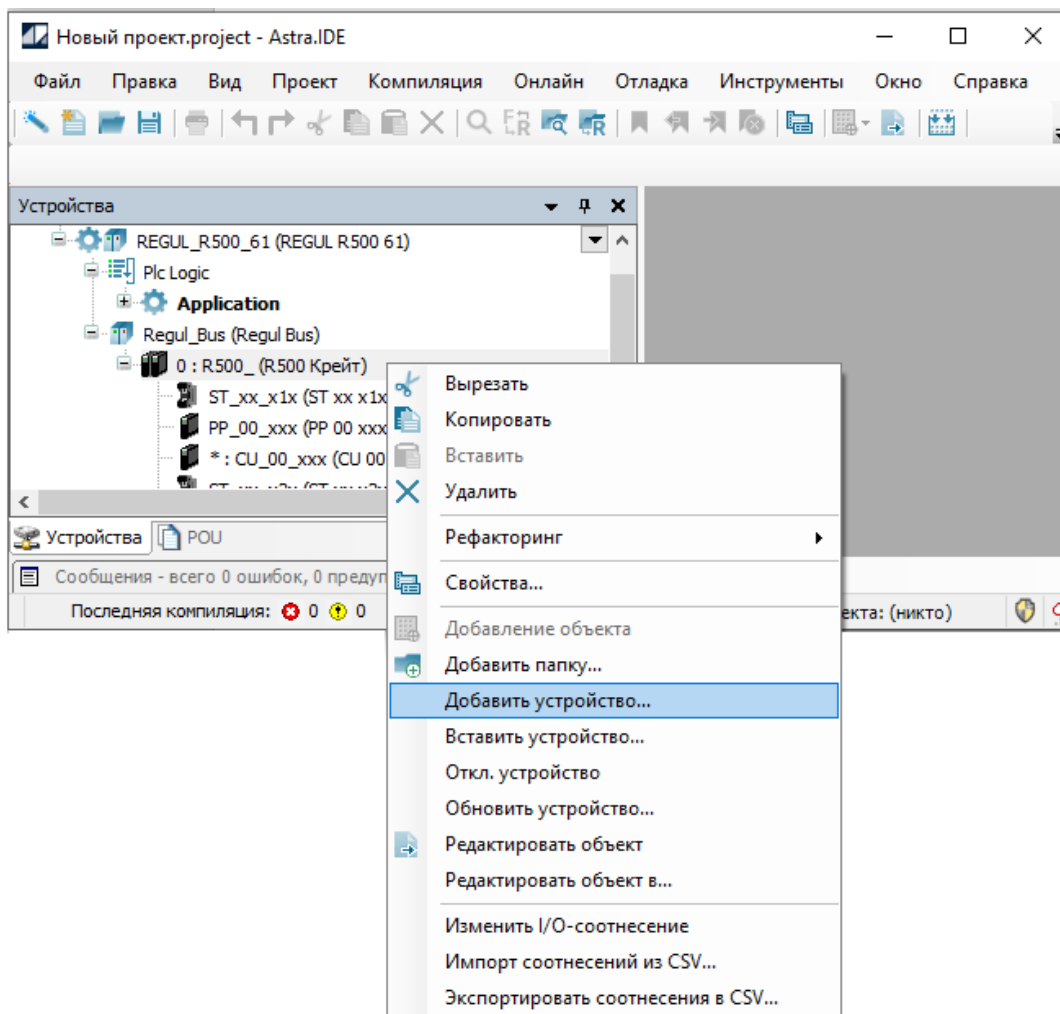 Новый проект.project - Astra.IDE
Файл Правка Вид Проект Компиляция Онлайн Отладка Инструменты Окно Справка
Устройства
REGUL_R500_61 (REGUL R500 61)
Plc Logic
Application
Regul_Bus (Regul Bus)
0 : R500_ (R500 Крейт)
ST_xx_x1x (ST xx x1x
PP_00_xxx (PP 00 xxx
* : CU_00_xxx (CU 00
Устройства POU
Сообщения - всего 0 ошибок, 0 предуп
Последняя компиляция: 0 0
екта: (никто)
Вырезать
Копировать
Вставить
Удалить
Рефакторинг
Свойства...
Добавление объекта
Добавить папку...
Добавить устройство...
Вставить устройство...
Откл. устройство
Обновить устройство...
Редактировать объект
Редактировать объект в...
Изменить I/O-соотнесение
Импорт соотнесений из CSV...
Экспортировать соотнесения в CSV...